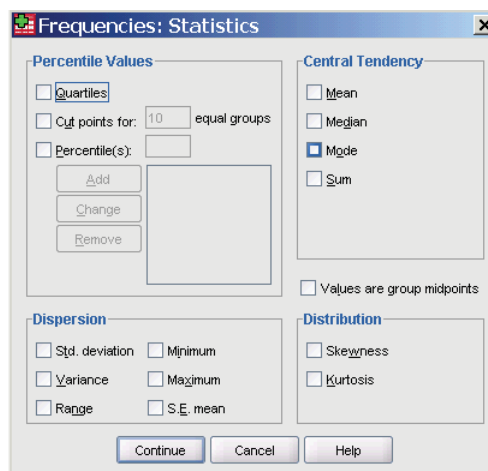 Frequencies: Statistics
Percentile Values
Quartiles
Cut points for: 10 equal groups
Percentile(s):
Add
Change
Remove
Central Tendency
Mean
Median
Mode
Sum
Values are group midpoints
Dispersion
Std. deviation Minimum
Variance Maximum
Range S.E. mean
Distribution
Skewness
Kurtosis
Continue Cancel Help